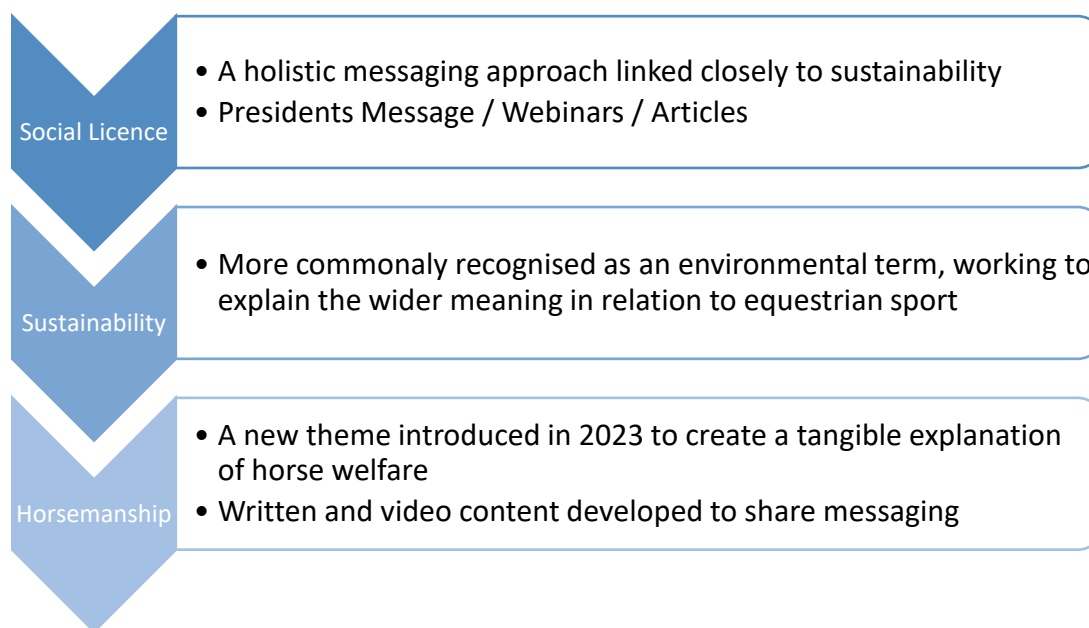 Social Licence
• A holistic messaging approach linked closely to sustainability
• Presidents Message / Webinars / Articles
Sustainability
• More commonaly recognised as an environmental term, working to
explain the wider meaning in relation to equestrian sport
Horsemanship
• A new theme introduced in 2023 to create a tangible explanation
of horse welfare
• Written and video content developed to share messaging